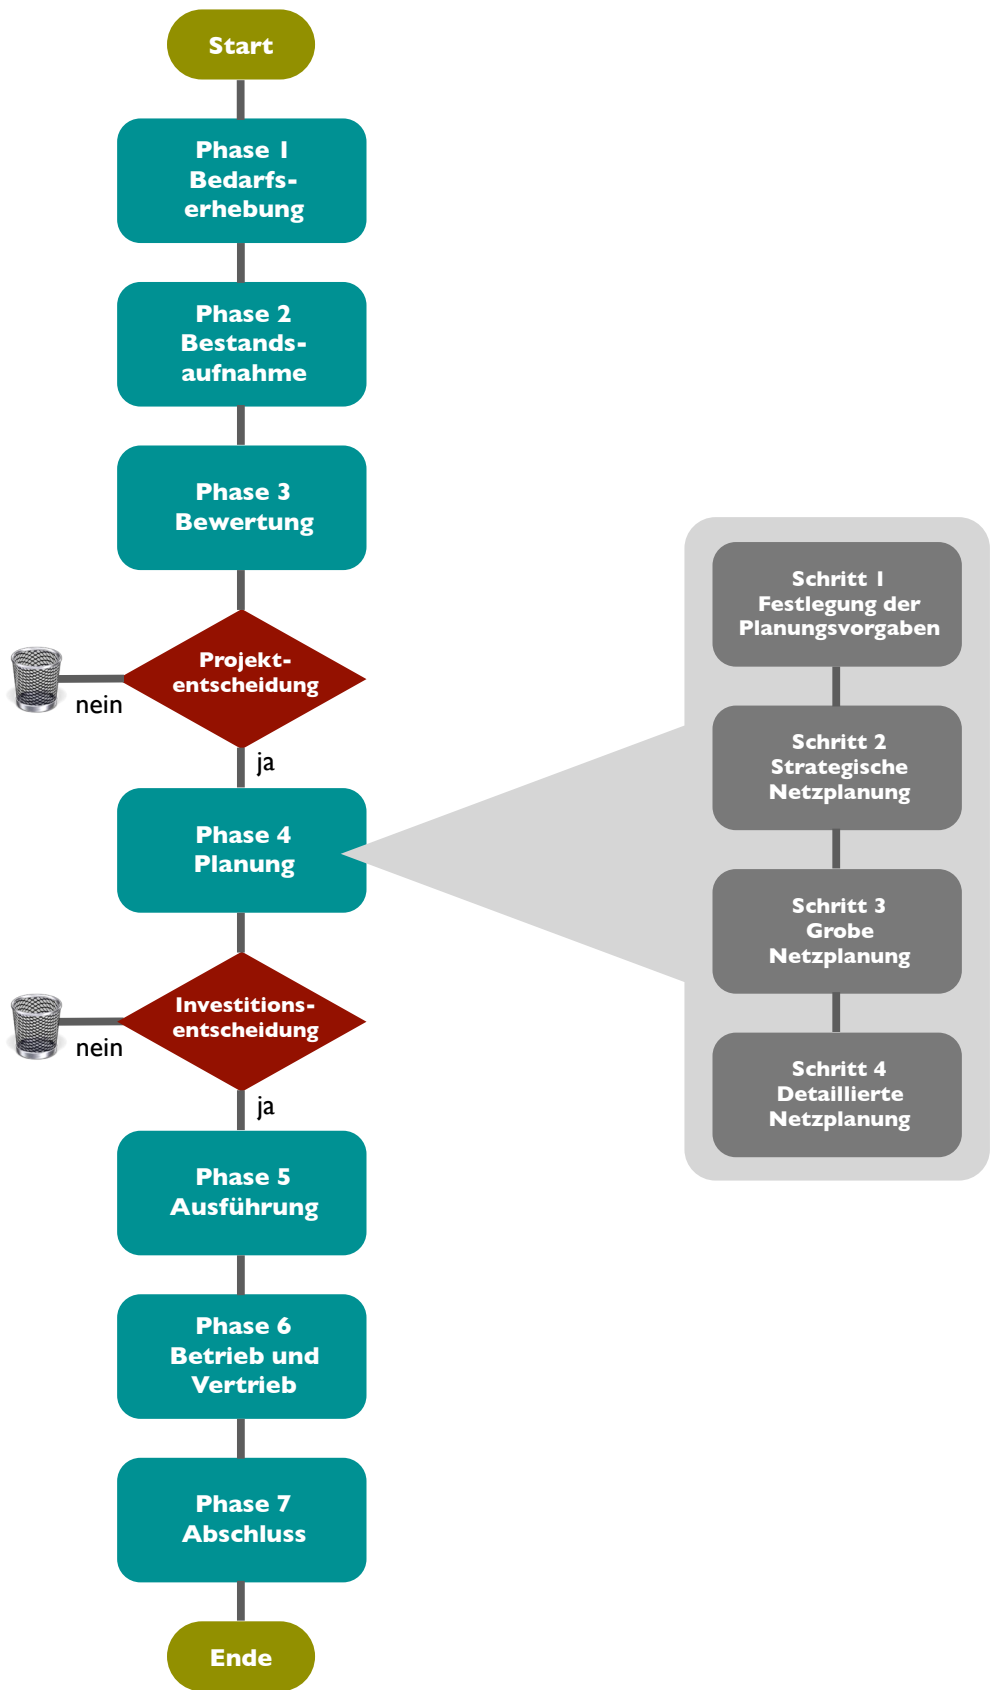 Start
Phase 1
Bedarfs-
erhebung
Phase 2
Bestands-
aufnahme
Phase 3
Bewertung
Projekt-
entscheidung
nein
ja
Phase 4
Planung
Investitions-
entscheidung
nein
ja
Phase 5
Ausführung
Phase 6
Betrieb und
Vertrieb
Phase 7
Abschluss
Ende
Schritt 1
Festlegung der
Planungsvorgaben
Schritt 2
Strategische
Netzplanung
Schritt 3
Grobe
Netzplanung
Schritt 4
Detaillierte
Netzplanung